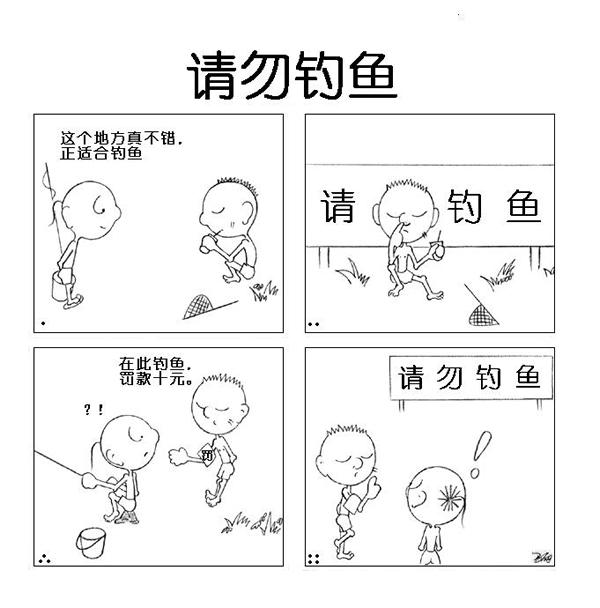 请勿钓鱼
这个地方真不错，
正适合钓鱼
请 钓 鱼
在此钓鱼，
罚款十元。
？！
罚
请 勿 钓 鱼
！